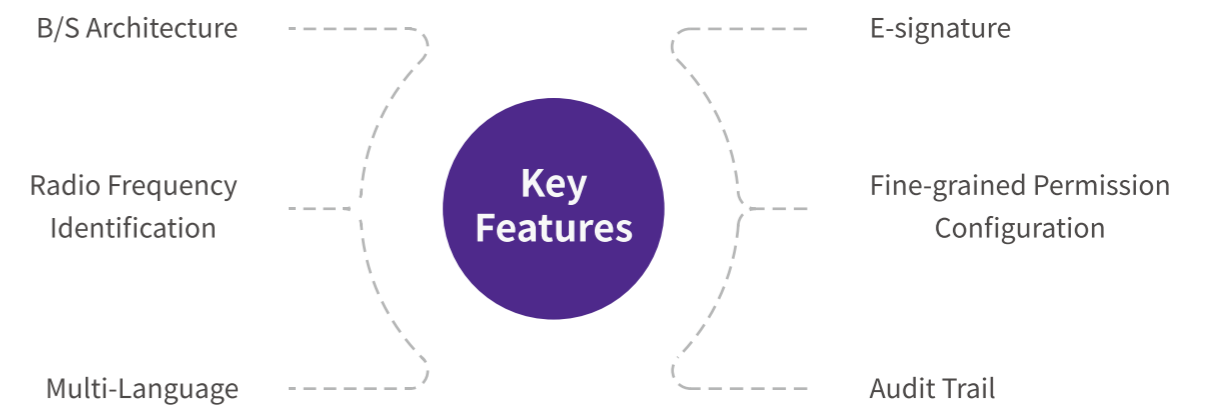 B/S Architecture
Radio Frequency
Identification
Multi-Language
Key
Features
E-signature
Fine-grained Permission
Configuration
Audit Trail